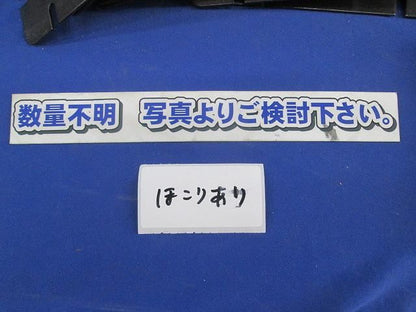 数量不明　写真よりご検討下さい。
ほこりあり